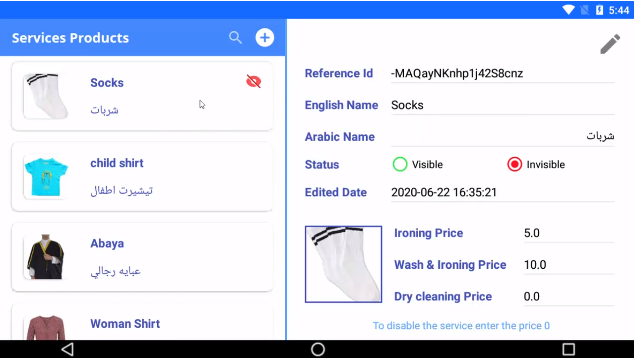 5:44
Services Products
Socks
شربات
child shirt
تيشيرت اطفال
Abaya
عبايه رجالي
Woman Shirt
Reference Id -MAQayNKnhp1j42S8cnz
English Name Socks
Arabic Name شربات
Status Visible Invisible
Edited Date 2020-06-22 16:35:21
Ironing Price 5.0
Wash & Ironing Price 10.0
Dry cleaning Price 0.0
To disable the service enter the price 0